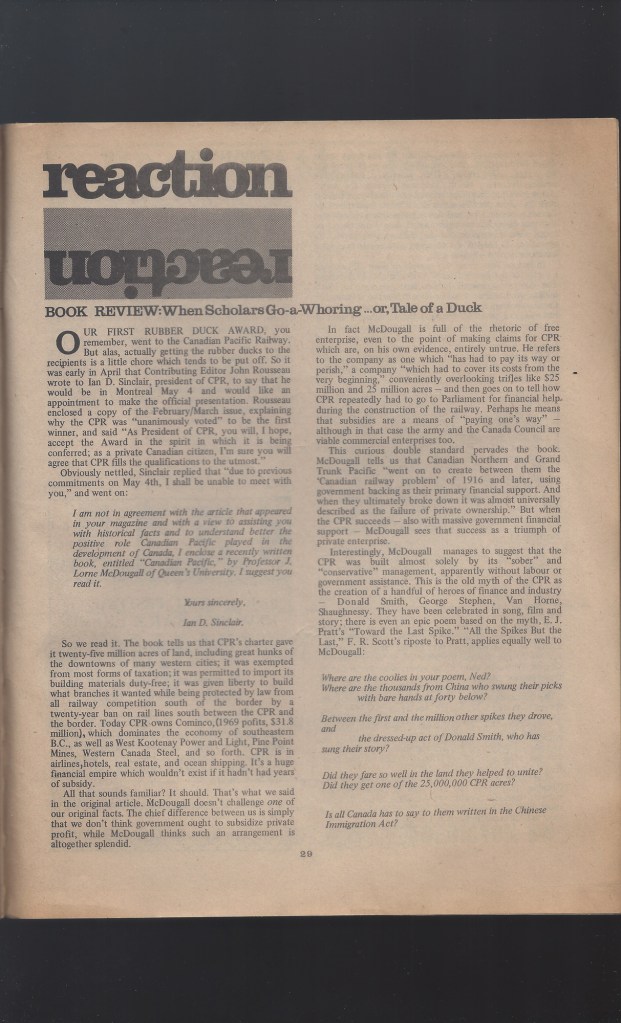 reaction
reaction
BOOK REVIEW: When Scholars Go-a-Whoring ... or, Tale of a Duck
OUR FIRST RUBBER DUCK AWARD, you
remember, went to the Canadian Pacific Railway.
But alas, actually getting the rubber ducks to the
recipients is a little chore which tends to be put off. So it
was early in April that Contributing Editor John Rousseau
wrote to Ian D. Sinclair, president of CPR, to say that he
would be in Montreal May 4 and would like an
appointment to make the official presentation. Rousseau
enclosed a copy of the February/March issue, explaining
why the CPR was "unanimously voted" to be the first
winner, and said "As President of CPR, you will, I hope,
accept the Award in the spirit in which it is being
conferred; as a private Canadian citizen, I'm sure you will
agree that CPR fills the qualifications to the utmost."
Obviously nettled, Sinclair replied that "due to previous
commitments on May 4th, I shall be unable to meet with
you," and went on:
I am not in agreement with the article that appeared
in your magazine and with a view to assisting you
with historical facts and to understand better the
positive role Canadian Pacific played in the
development of Canada, I enclose a recently written
book, entitled "Canadian Pacific," by Professor J.
Lorne McDougall of Queen's University. I suggest you
read it.
Yours sincerely,
Ian D. Sinclair.
So we read it. The book tells us that CPR's charter gave
it twenty-five million acres of land, including great hunks of
the downtowns of many western cities; it was exempted
from most forms of taxation; it was permitted to import its
building materials duty-free; it was given liberty to build
what branches it wanted while being protected by law from
all railway competition south of the border by a
twenty-year ban on rail lines south between the CPR and
the border. Today CPR owns Cominco,(1969 pofits, $31.8
million), which dominates the economy of southeastern
B.C., as well as West Kootenay Power and Light, Pine Point
Mines, Western Canada Steel, and so forth. CPR is in
airlines,hotels, real estate, and ocean shipping. It's a huge
financial empire which wouldn't exist if it hadn't had years
of subsidy.
All that sounds familiar? It should. That's what we said
in the original article. McDougall doesn't challenge one of
our original facts. The chief difference between us is simply
that we don't think government ought to subsidize private
profit, while McDougall thinks such an arrangement is
altogether splendid.
In fact McDougall is full of the rhetoric of free
enterprise, even to the point of making claims for CPR
which are, on his own evidence, entirely untrue. He refers
to the company as one which "has had to pay its way or
perish," a company "which had to cover its costs from the
very beginning," conveniently overlooking trifles like $25
million and 25 million acres — and then goes on to tell how
CPR repeatedly had to go to Parliament for financial help
during the construction of the railway. Perhaps he means
that subsidies are a means of "paying one's way" —
although in that case the army and the Canada Council are
viable commercial enterprises too.
This curious double standard pervades the book.
McDougall tells us that Canadian Northern and Grand
Trunk Pacific "went on to create between them the
'Canadian railway problem' of 1916 and later, using
government backing as their primary financial support. And
when they ultimately broke down it was almost universally
described as the failure of private ownership." But when
the CPR succeeds — also with massive government financial
support — McDougall sees that success as a triumph of
private enterprise.
Interestingly, McDougall manages to suggest that the
CPR was built almost solely by its "sober" and
"conservative" management, apparently without labour or
government assistance. This is the old myth of the CPR as
the creation of a handful of heroes of finance and industry
— Donald Smith, George Stephen, Van Horne,
Shaughnessy. They have been celebrated in song, film and
story; there is even an epic poem based on the myth, E. J.
Pratt's "Toward the Last Spike." "All the Spikes But the
Last," F. R. Scott's riposte to Pratt, applies equally well to
McDougall:
Where are the coolies in your poem, Ned?
Where are the thousands from China who swung their picks
with bare hands at forty below?
Between the first and the million other spikes they drove,
and
the dressed-up act of Donald Smith, who has
sung their story?
Did they fare so well in the land they helped to unite?
Did they get one of the 25,000,000 CPR acres?
Is all Canada has to say to them written in the Chinese
Immigration Act?
29